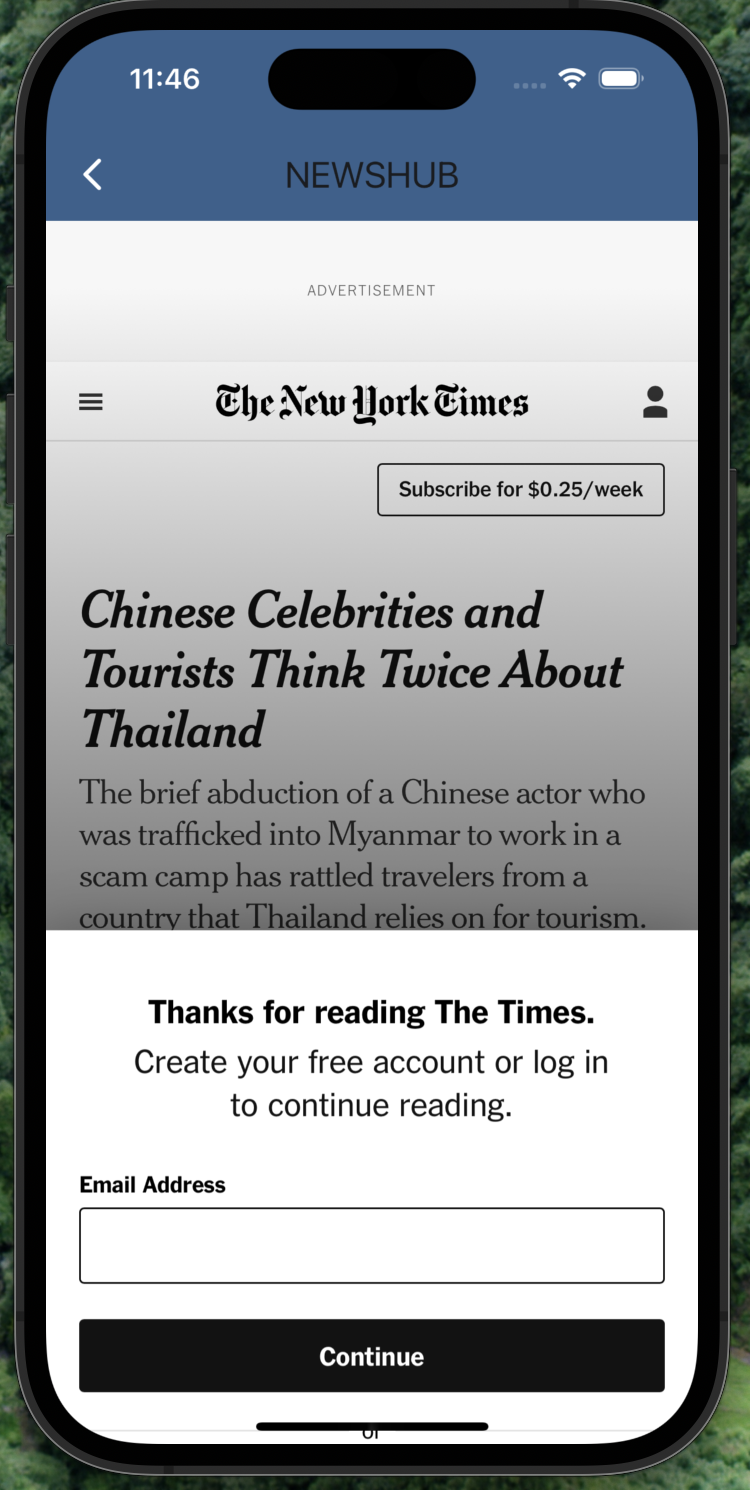 11:46
NEWSHUB
ADVERTISEMENT
The New York Times
Subscribe for $0.25/week
Chinese Celebrities and
Tourists Think Twice About
Thailand
The brief abduction of a Chinese actor who
was trafficked into Myanmar to work in a
scam camp has rattled travelers from a
country that Thailand relies on for tourism.
Thanks for reading The Times.
Create your free account or log in
to continue reading.
Email Address
Continue